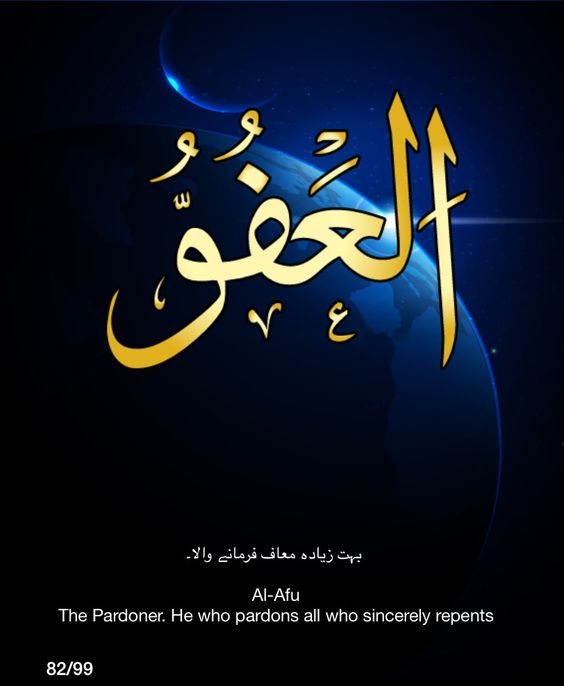 العَفُوُّ
بہت زیادہ معاف فرمانے والا۔
Al-Afu
The Pardoner. He who pardons all who sincerely repents
82/99